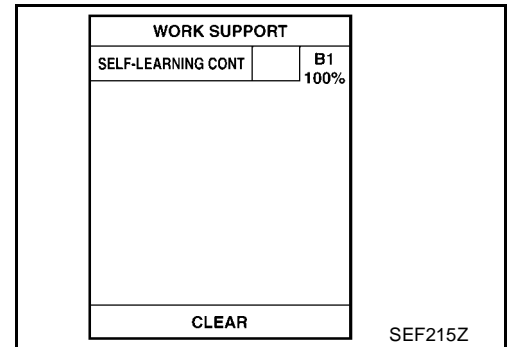 WORK SUPPORT
SELF-LEARNING CONT B1
100%
CLEAR
SEF215Z